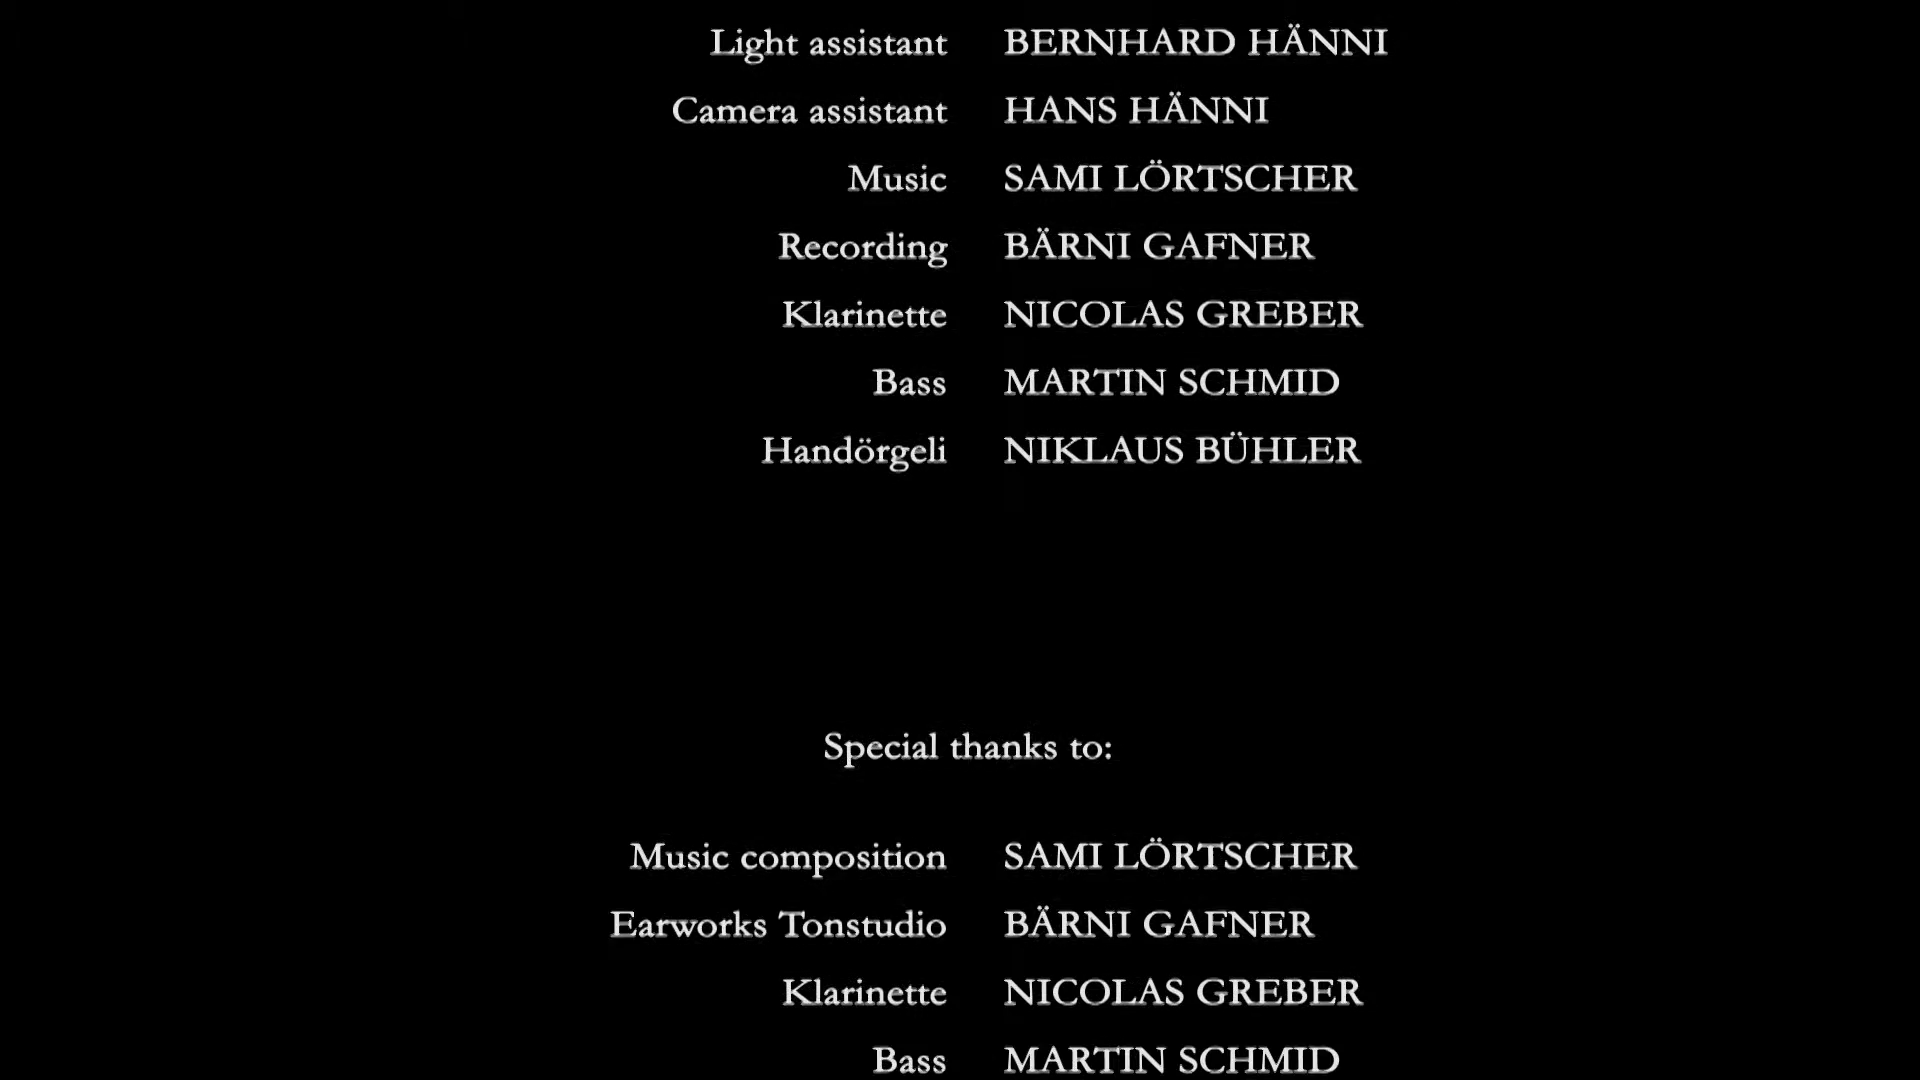 Light assistant BERNHARD HÄNNI
Camera assistant HANS HÄNNI
Music SAMI LÖRTSCHER
Recording BÄRNI GAFNER
Klarinette NICOLAS GREBER
Bass MARTIN SCHMID
Handörgeli NIKLAUS BÜHLER
Special thanks to:
Music composition SAMI LÖRTSCHER
Earworks Tonstudio BÄRNI GAFNER
Klarinette NICOLAS GREBER
Bass MARTIN SCHMID